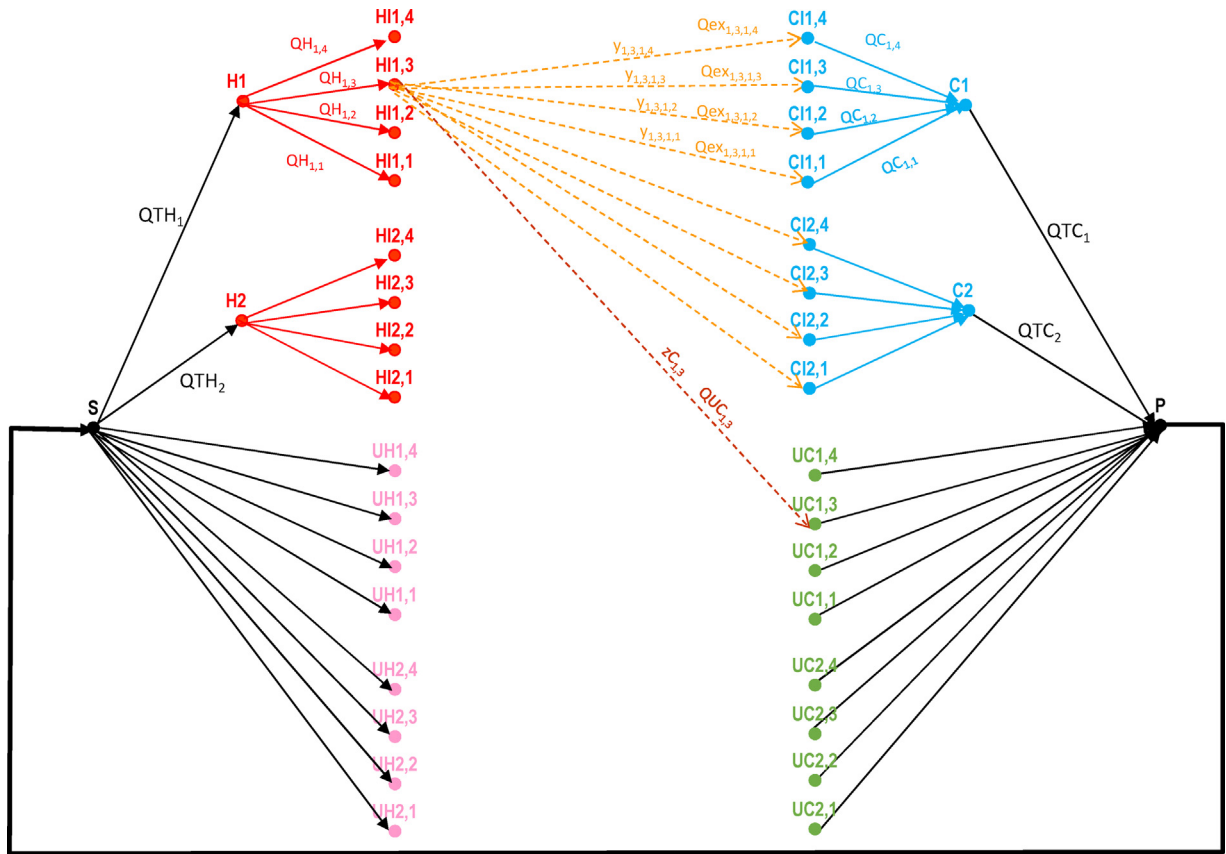 HI1,4
QH1,4
HI1,3
H1
QH1,3
HI1,2
QH1,2
HI1,1
QH1,1
QTH1
HI2,4
HI2,3
H2
HI2,2
HI2,1
QTH2
S
UH1,4
UH1,3
UH1,2
UH1,1
UH2,4
UH2,3
UH2,2
UH2,1
y1,3,1,4
Qex1,3,1,4
y1,3,1,3
Qex1,3,1,3
y1,3,1,2
Qex1,3,1,2
y1,3,1,1
Qex1,3,1,1
zC1,3
QUC1,3
CI1,4
QC1,4
CI1,3
QC1,3
C1
CI1,2
QC1,2
CI1,1
QC1,1
QTC1
CI2,4
CI2,3
C2
CI2,2
CI2,1
QTC2
P
UC1,4
UC1,3
UC1,2
UC1,1
UC2,4
UC2,3
UC2,2
UC2,1